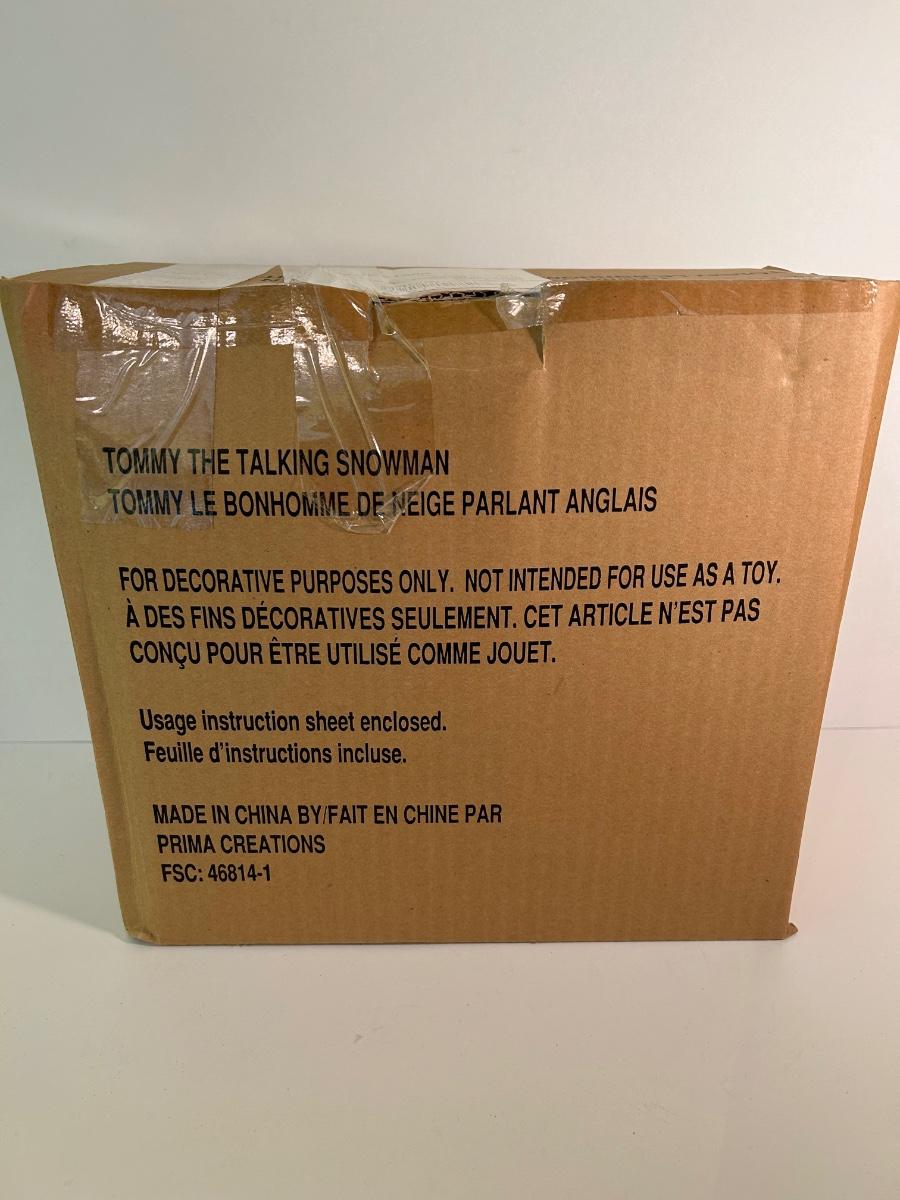 TOMMY THE TALKING SNOWMAN
TOMMY LE BONHOMME DE NEIGE PARLANT ANGLAIS
FOR DECORATIVE PURPOSES ONLY. NOT INTENDED FOR USE AS A TOY.
À DES FINS DÉCORATIVES SEULEMENT. CET ARTICLE N'EST PAS
CONÇU POUR ÊTRE UTILISÉ COMME JOUET.
Usage instruction sheet enclosed.
Feuille d'instructions incluse.
MADE IN CHINA BY/FAIT EN CHINE PAR
PRIMA CREATIONS
FSC: 46814-1